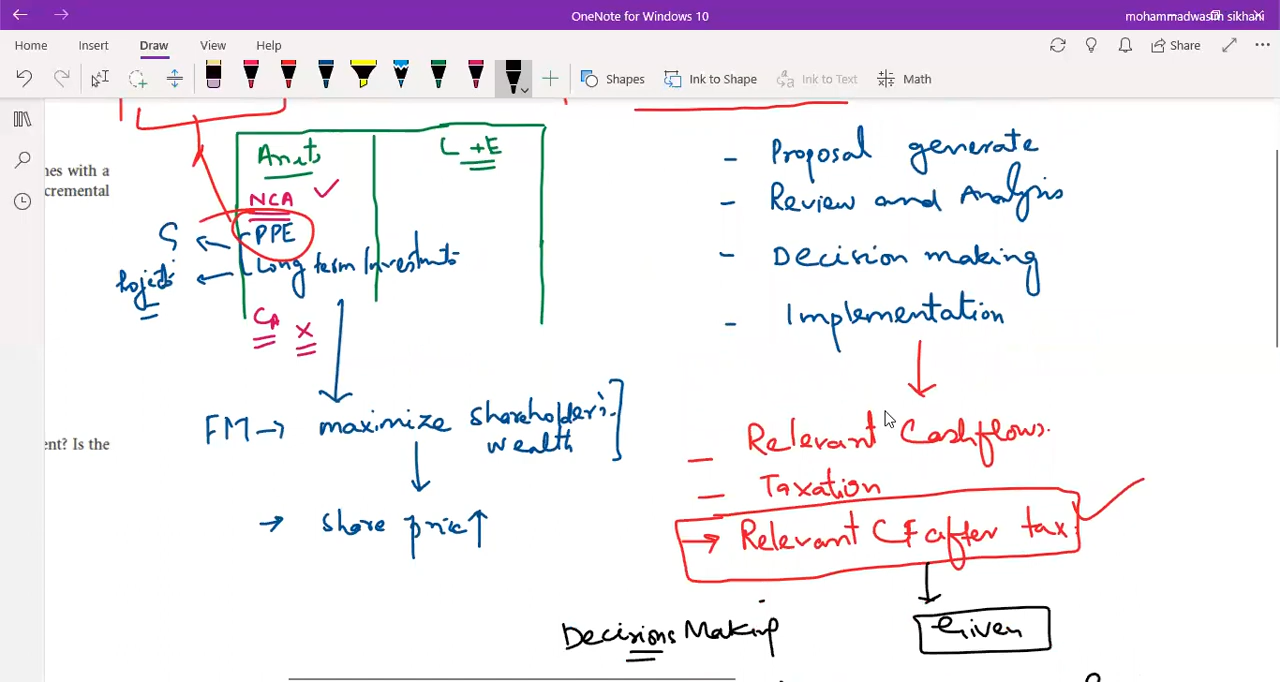 OneNote for Windows 10
mohammadwasim sikhani
Home Insert Draw View Help
Share
Shapes
Ink to Shape
Ink to Text
Math
nes with a
cremental
ent? Is the
Assets
L + E
NCA ✓
PPE
Long term Investments
Projects
CA X
FM → maximize shareholder's
wealth
→ share price ↑
- Proposal generate
- Review and Analysis
- Decision making
- Implementation
Relevant Cashflows.
- Taxation
→ Relevant CF after tax
Given
Decisions Making